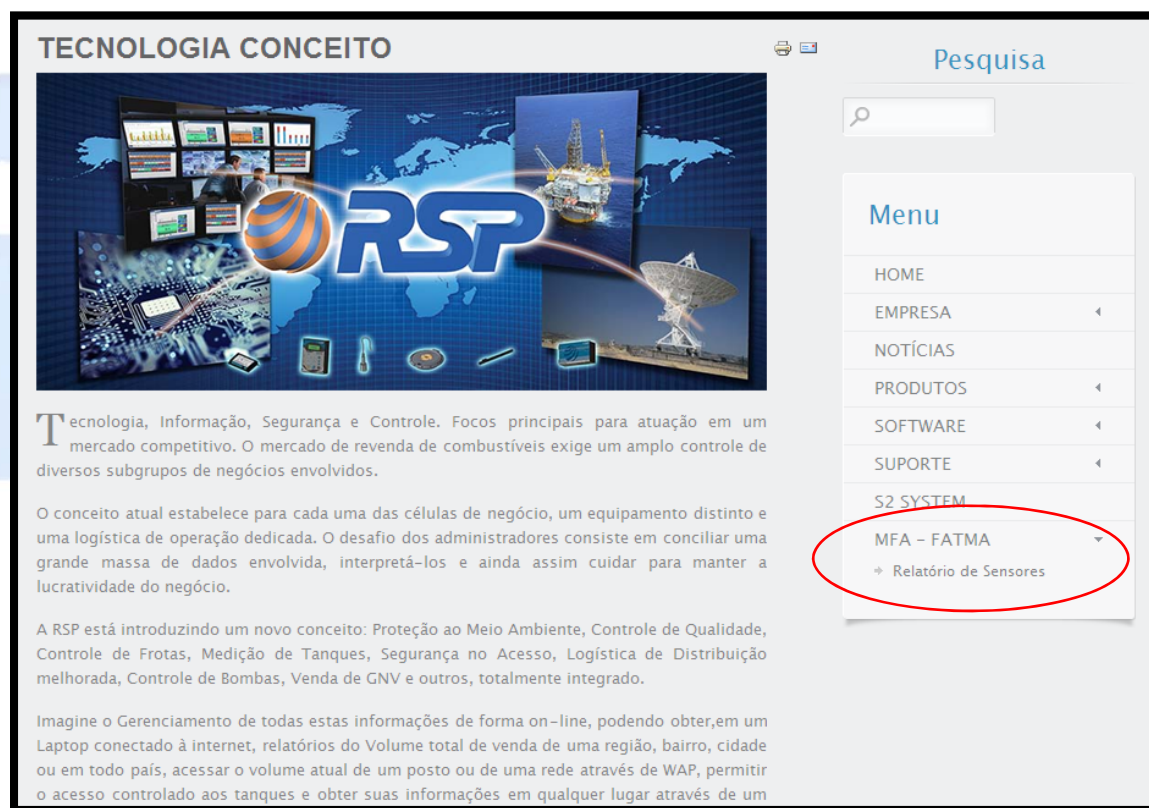 TECNOLOGIA CONCEITO
RSP
Tecnologia, Informação, Segurança e Controle. Focos principais para atuação em um
mercado competitivo. O mercado de revenda de combustíveis exige um amplo controle de
diversos subgrupos de negócios envolvidos.
O conceito atual estabelece para cada uma das células de negócio, um equipamento distinto e
uma logística de operação dedicada. O desafio dos administradores consiste em conciliar uma
grande massa de dados envolvida, interpretá-los e ainda assim cuidar para manter a
lucratividade do negócio.
A RSP está introduzindo um novo conceito: Proteção ao Meio Ambiente, Controle de Qualidade,
Controle de Frotas, Medição de Tanques, Segurança no Acesso, Logística de Distribuição
melhorada, Controle de Bombas, Venda de GNV e outros, totalmente integrado.
Imagine o Gerenciamento de todas estas informações de forma on-line, podendo obter,em um
Laptop conectado à internet, relatórios do Volume total de venda de uma região, bairro, cidade
ou em todo país, acessar o volume atual de um posto ou de uma rede através de WAP, permitir
o acesso controlado aos tanques e obter suas informações em qualquer lugar através de um
Pesquisa
Menu
HOME
EMPRESA
NOTÍCIAS
PRODUTOS
SOFTWARE
SUPORTE
S2 SYSTEM
MFA - FATMA
Relatório de Sensores